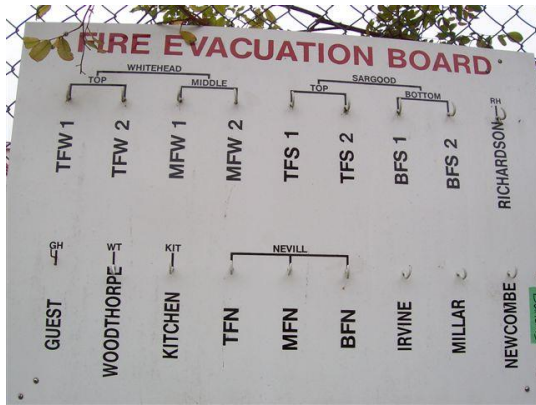 FIRE EVACUATION BOARD
WHITEHEAD
SARGOOD
TOP MIDDLE TOP BOTTOM RH
TFW 1 TFW 2 MFW 1 MFW 2 TFS 1 TFS 2 BFS 1 BFS 2 RICHARDSON
GH WT KIT NEVILL
GUEST WOODTHORPE KITCHEN TFN MFN BFN IRVINE MILLAR NEWCOMBE